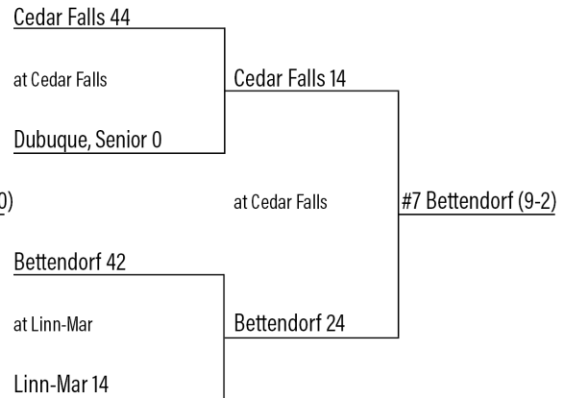 Cedar Falls 44
at Cedar Falls
Cedar Falls 14
Dubuque, Senior 0
0)
at Cedar Falls
#7 Bettendorf (9-2)
Bettendorf 42
at Linn-Mar
Bettendorf 24
Linn-Mar 14